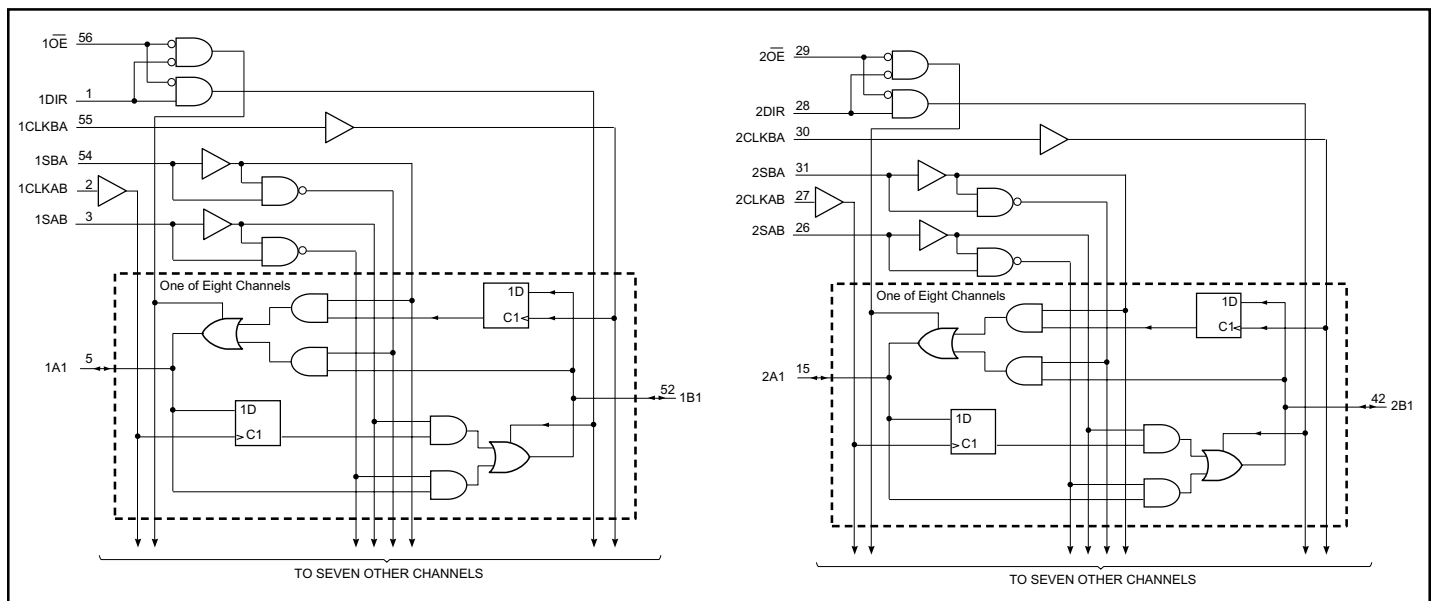 1O̅E̅ 56
1DIR 1
1CLKBA 55
1SBA 54
1CLKAB 2
1SAB 3
One of Eight Channels
1D
C1
1A1 5
1D
C1
52 1B1
TO SEVEN OTHER CHANNELS
2O̅E̅ 29
2DIR 28
2CLKBA 30
2SBA 31
2CLKAB 27
2SAB 26
One of Eight Channels
1D
C1
2A1 15
1D
C1
42 2B1
TO SEVEN OTHER CHANNELS